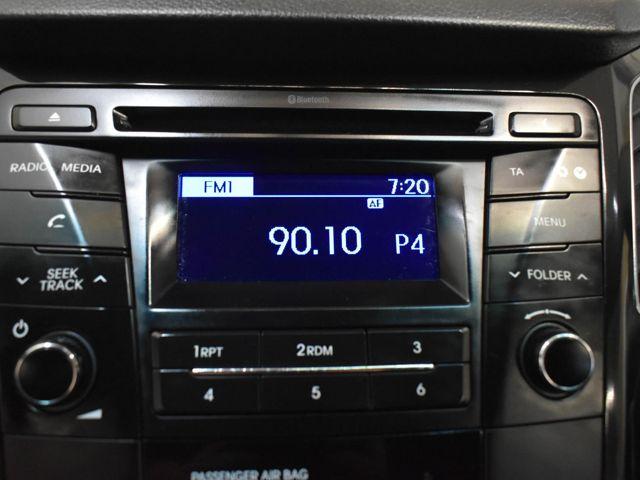 Bluetooth
RADIO MEDIA
TA
FM1 7:20
AF
90.10 P4
MENU
SEEK
TRACK
FOLDER
1RPT 2RDM 3
4 5 6
PASSENGER AIR BAG